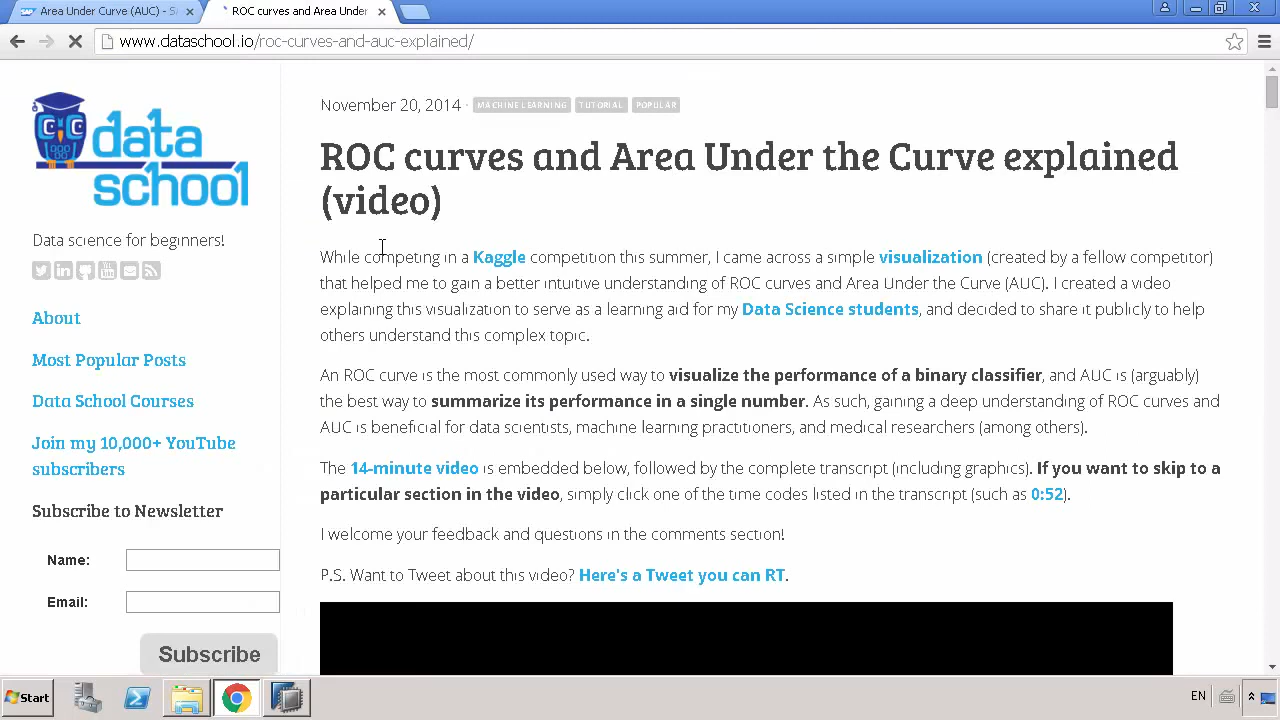 Area Under Curve (AUC) - S
ROC curves and Area Under
www.dataschool.io/roc-curves-and-auc-explained/
data
school
Data science for beginners!
About
Most Popular Posts
Data School Courses
Join my 10,000+ YouTube
subscribers
Subscribe to Newsletter
Name:
Email:
Subscribe
November 20, 2014 · MACHINE LEARNING TUTORIAL POPULAR
ROC curves and Area Under the Curve explained
(video)
While competing in a Kaggle competition this summer, I came across a simple visualization (created by a fellow competitor)
that helped me to gain a better intuitive understanding of ROC curves and Area Under the Curve (AUC). I created a video
explaining this visualization to serve as a learning aid for my Data Science students, and decided to share it publicly to help
others understand this complex topic.
An ROC curve is the most commonly used way to visualize the performance of a binary classifier, and AUC is (arguably)
the best way to summarize its performance in a single number. As such, gaining a deep understanding of ROC curves and
AUC is beneficial for data scientists, machine learning practitioners, and medical researchers (among others).
The 14-minute video is embedded below, followed by the complete transcript (including graphics). If you want to skip to a
particular section in the video, simply click one of the time codes listed in the transcript (such as 0:52).
I welcome your feedback and questions in the comments section!
P.S. Want to Tweet about this video? Here's a Tweet you can RT.
Start
EN